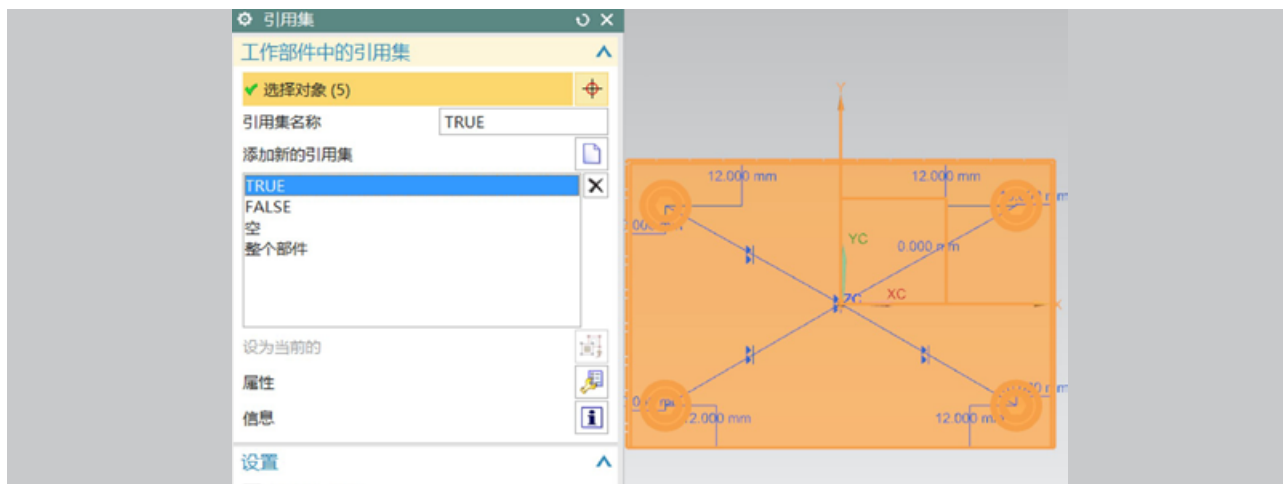 引用集
工作部件中的引用集
选择对象 (5)
引用集名称 TRUE
添加新的引用集
TRUE
FALSE
空
整个部件
设为当前的
属性
信息
设置
Y
12.000 mm
12.000 mm
YC
0.000 mm
ZC
XC
X
12.000 mm